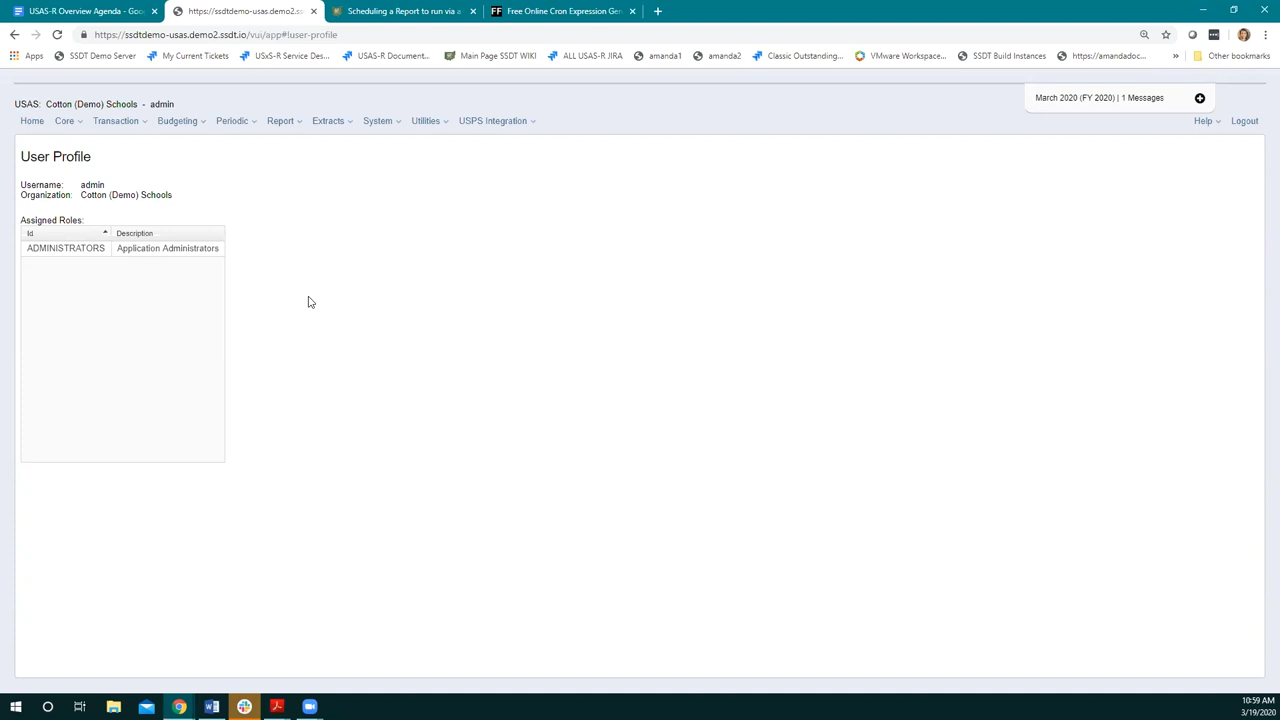 USAS-R Overview Agenda - Goo
https://ssdtdemo-usas.demo2.ss
Scheduling a Report to run via a
FF Free Online Cron Expression Gen
https://ssdtdemo-usas.demo2.ssdt.io/vui/app#!user-profile
Apps SSDT Demo Server My Current Tickets USxS-R Service Des... USAS-R Document... Main Page SSDT WIKI ALL USAS-R JIRA amanda1 amanda2 Classic Outstanding... VMware Workspace... SSDT Build Instances https://amandadoc... » Other bookmarks
March 2020 (FY 2020) | 1 Messages
USAS: Cotton (Demo) Schools - admin
Home Core Transaction Budgeting Periodic Report Extracts System Utilities USPS Integration Help Logout
User Profile
Username: admin
Organization: Cotton (Demo) Schools
Assigned Roles:
Id Description
ADMINISTRATORS Application Administrators
10:59 AM
3/19/2020